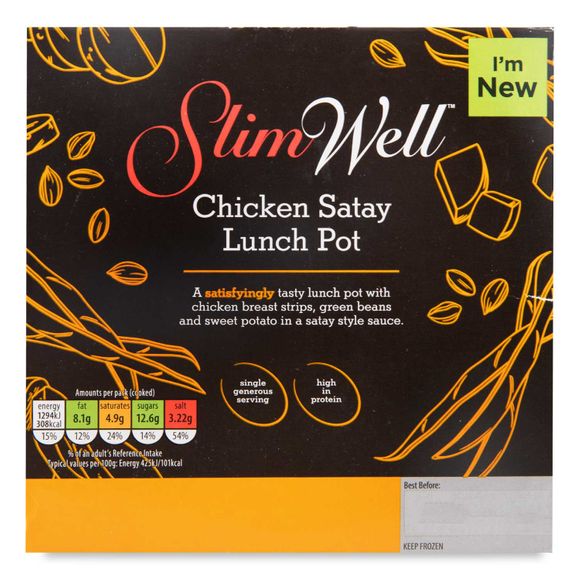 I'm
New
SlimWell™
Chicken Satay
Lunch Pot
A satisfyingly tasty lunch pot with
chicken breast strips, green beans
and sweet potato in a satay style sauce.
single
generous
serving
high
in
protein
Amounts per pack (cooked)
energy fat saturates sugars salt
1294kJ
308kcal 8.1g 4.9g 12.6g 3.22g
15% 12% 24% 14% 54%
% of an adult's Reference Intake
Typical values per 100g: Energy 425kJ/101kcal
Best Before:
KEEP FROZEN